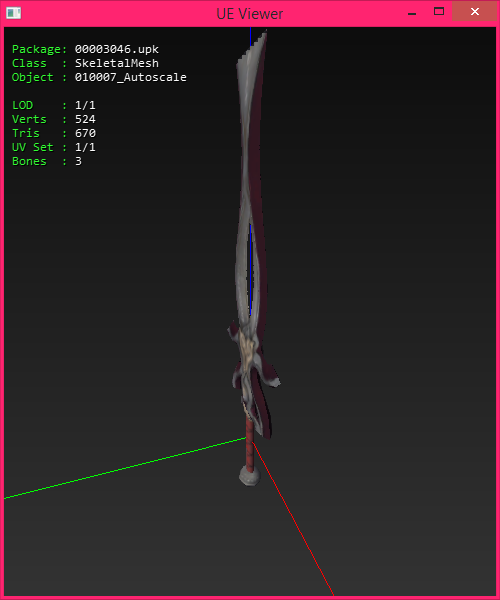 UE Viewer
Package: 00003046.upk
Class : SkeletalMesh
Object : 010007_Autoscale
LOD : 1/1
Verts : 524
Tris : 670
UV Set : 1/1
Bones : 3